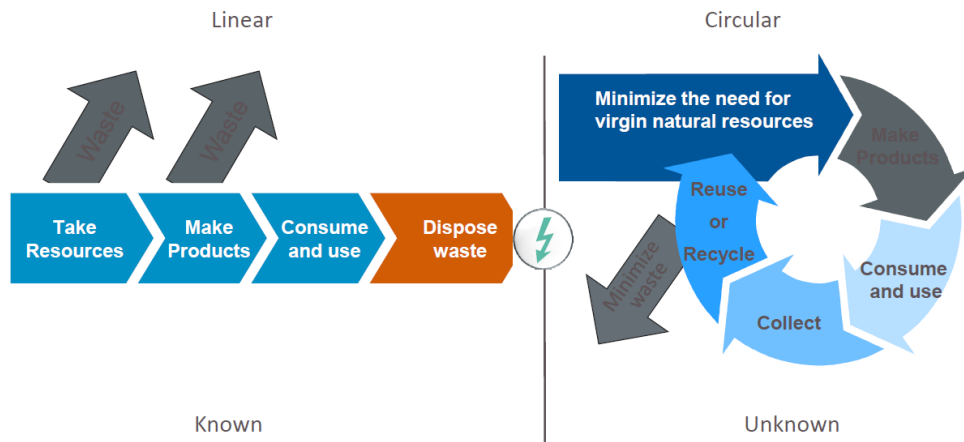 Linear
Waste
Waste
Take
Resources
Make
Products
Consume
and use
Dispose
waste
Known
Circular
Minimize the need for
virgin natural resources
Make
Products
Consume
and use
Collect
Reuse
or
Recycle
Minimize
waste
Unknown